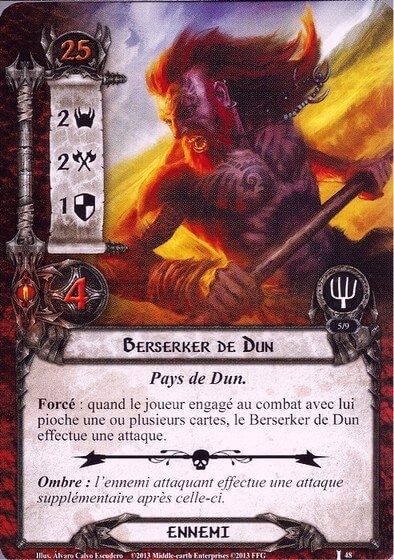 25
2
2
1
4
5/9
BERSERKER DE DUN
Pays de Dun.
Forcé : quand le joueur engagé au combat avec lui
pioche une ou plusieurs cartes, le Berserker de Dun
effectue une attaque.
Ombre : l'ennemi attaquant effectue une attaque
supplémentaire après celle-ci.
ENNEMI
Illus. Álvaro Calvo Escudero ©2013 Middle-earth Enterprises ©2013 FFG 48